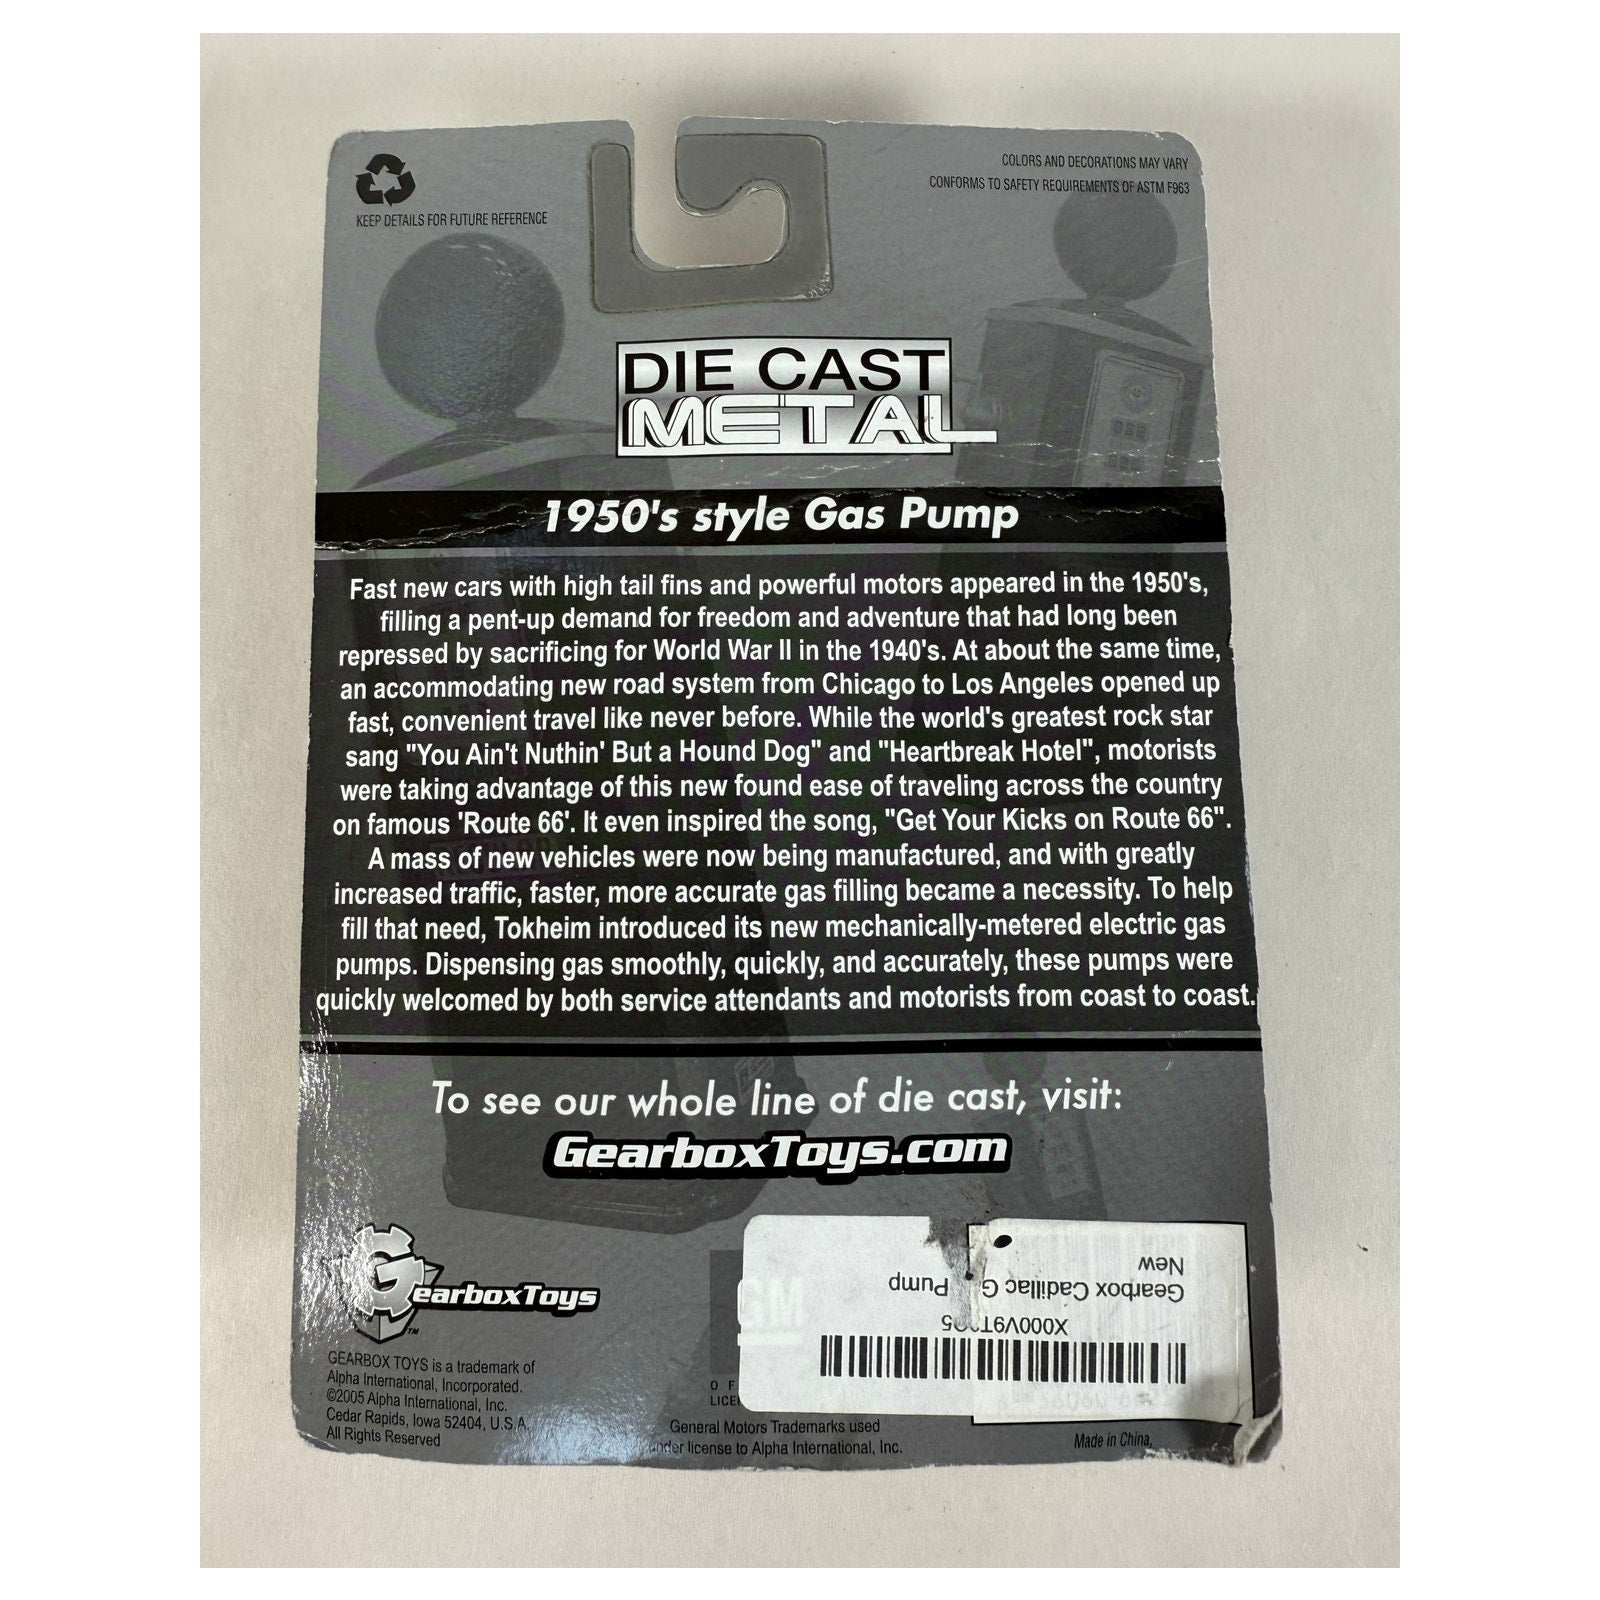 COLORS AND DECORATIONS MAY VARY
CONFORMS TO SAFETY REQUIREMENTS OF ASTM F963
KEEP DETAILS FOR FUTURE REFERENCE
DIE CAST
METAL
1950's style Gas Pump
Fast new cars with high tail fins and powerful motors appeared in the 1950's,
filling a pent-up demand for freedom and adventure that had long been
repressed by sacrificing for World War II in the 1940's. At about the same time,
an accommodating new road system from Chicago to Los Angeles opened up
fast, convenient travel like never before. While the world's greatest rock star
sang "You Ain't Nuthin' But a Hound Dog" and "Heartbreak Hotel", motorists
were taking advantage of this new found ease of traveling across the country
on famous 'Route 66'. It even inspired the song, "Get Your Kicks on Route 66".
A mass of new vehicles were now being manufactured, and with greatly
increased traffic, faster, more accurate gas filling became a necessity. To help
fill that need, Tokheim introduced its new mechanically-metered electric gas
pumps. Dispensing gas smoothly, quickly, and accurately, these pumps were
quickly welcomed by both service attendants and motorists from coast to coast.
To see our whole line of die cast, visit:
GearboxToys.com
GearboxToys
TM
GEARBOX TOYS is a trademark of
Alpha International, Incorporated.
©2005 Alpha International, Inc.
Cedar Rapids, Iowa 52404, U.S.A.
All Rights Reserved
O F
LICE
General Motors Trademarks used
under license to Alpha International, Inc.
X000V9T
Gearbox Cadillac G Pump
New
Made in China.